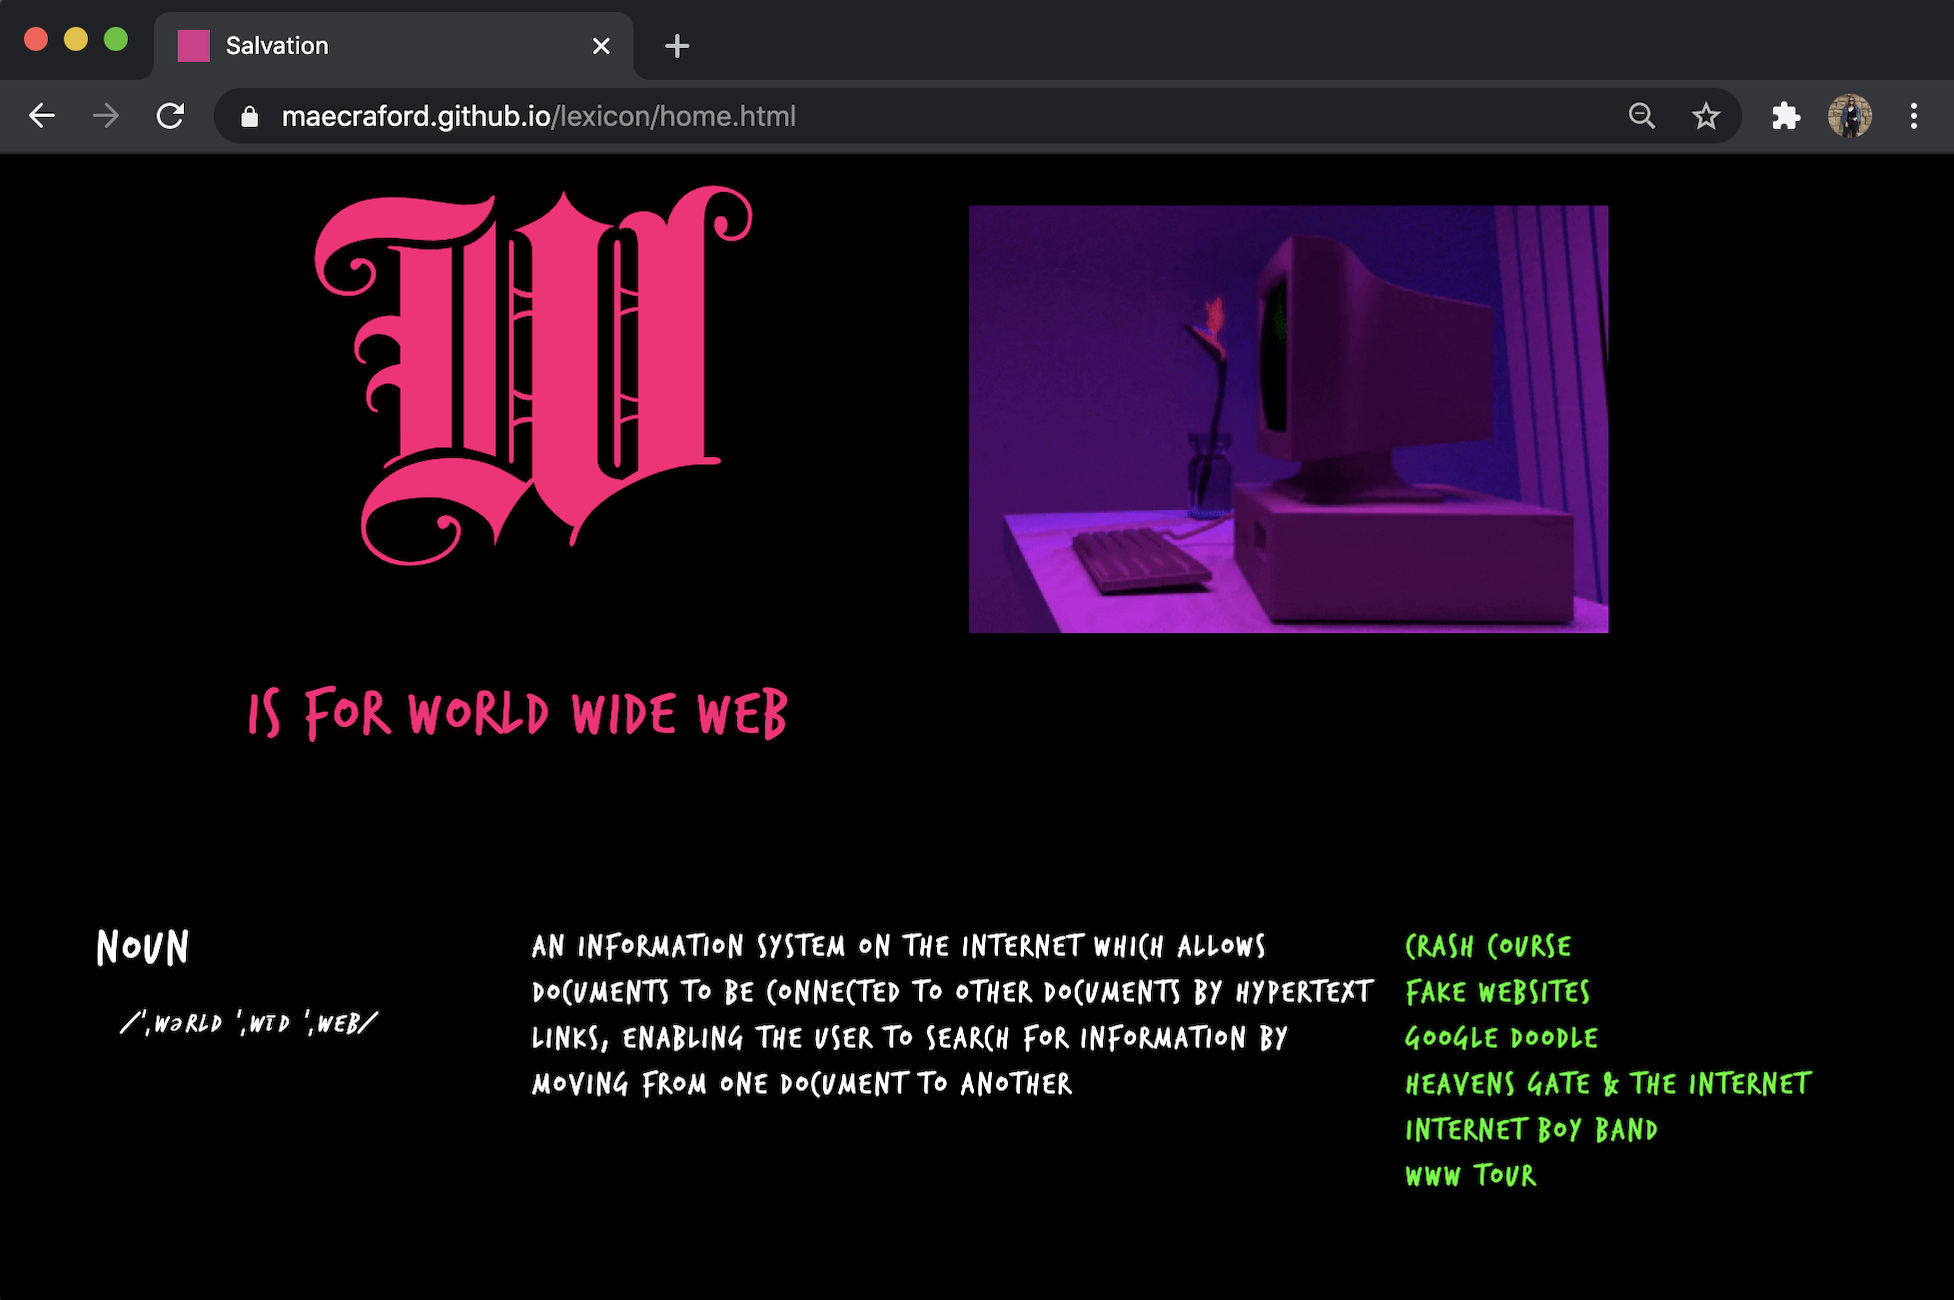 Salvation
maecraford.github.io/lexicon/home.html
W
IS FOR WORLD WIDE WEB
NOUN
/ˈ,WəRLD ˈ,WĪD ˈ,WEB/
AN INFORMATION SYSTEM ON THE INTERNET WHICH ALLOWS
DOCUMENTS TO BE CONNECTED TO OTHER DOCUMENTS BY HYPERTEXT
LINKS, ENABLING THE USER TO SEARCH FOR INFORMATION BY
MOVING FROM ONE DOCUMENT TO ANOTHER
CRASH COURSE
FAKE WEBSITES
GOOGLE DOODLE
HEAVENS GATE & THE INTERNET
INTERNET BOY BAND
WWW TOUR